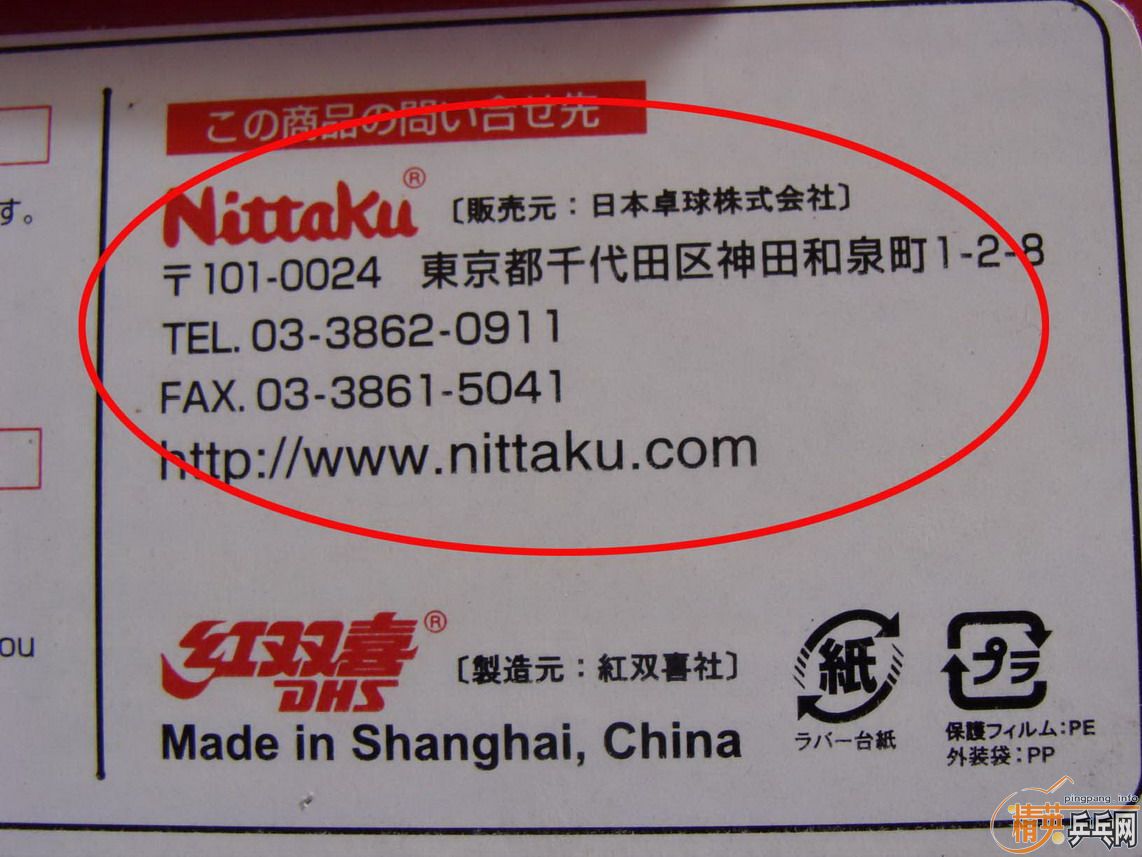 す。
ou
この商品の問い合せ先
Nittaku® 〔販売元：日本卓球株式会社〕
〒101-0024 東京都千代田区神田和泉町1-2-8
TEL. 03-3862-0911
FAX. 03-3861-5041
http://www.nittaku.com
红双喜® 〔製造元：紅双喜社〕
DHS
Made in Shanghai, China
紙
ラバー台紙
プラ
保護フィルム：PE
外装袋：PP
pingpang.info
精英乒乓网